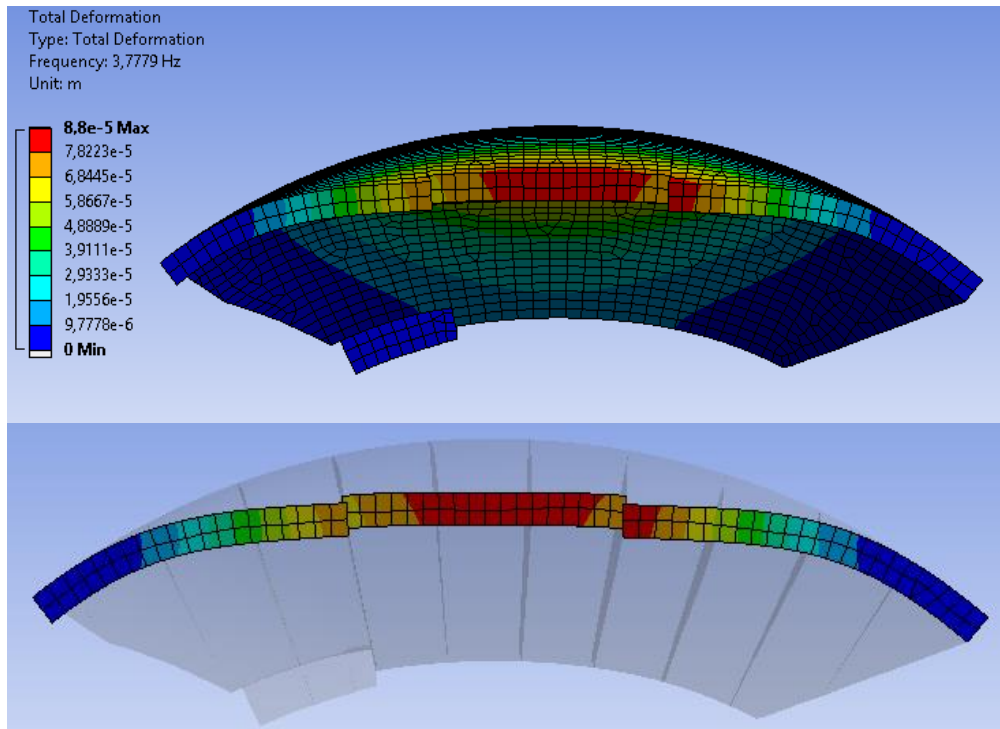 Total Deformation
Type: Total Deformation
Frequency: 3,7779 Hz
Unit: m
8,8e-5 Max
7,8223e-5
6,8445e-5
5,8667e-5
4,8889e-5
3,9111e-5
2,9333e-5
1,9556e-5
9,7778e-6
0 Min